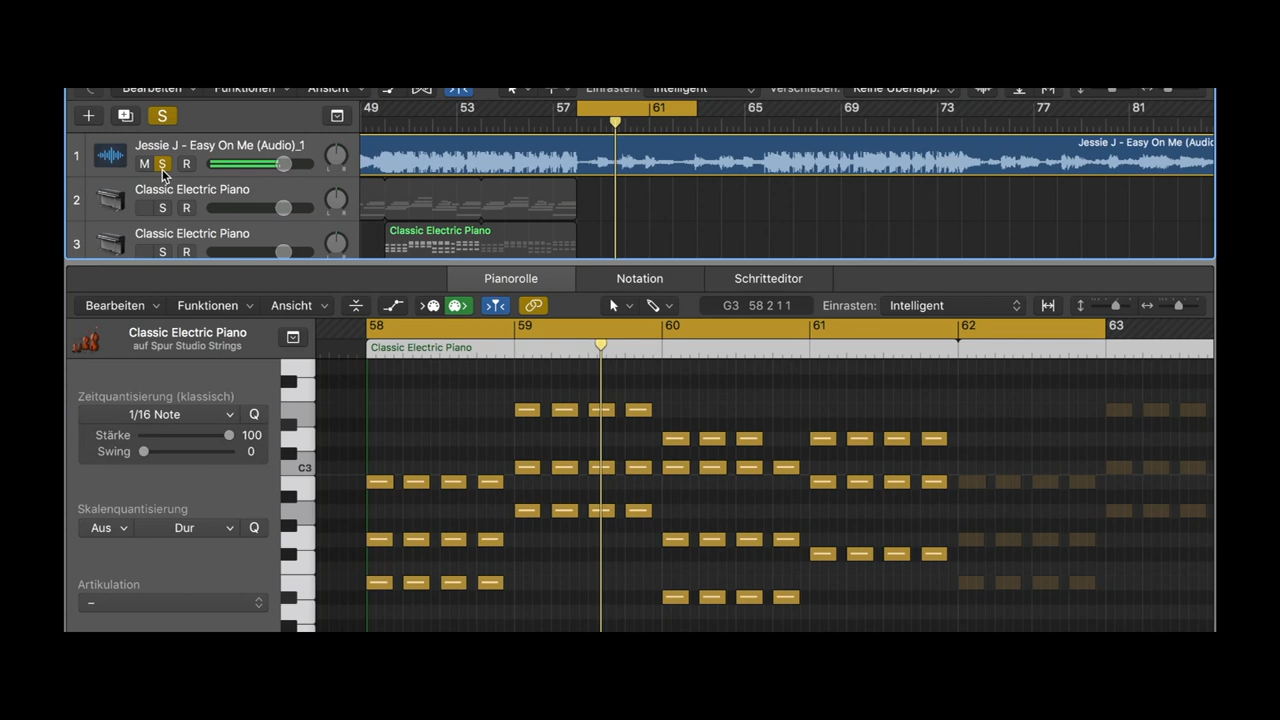 Bearbeiten Funktionen Ansicht Einrasten: Intelligent Verschieben: Keine Überlapp.
+ S 49 53 57 61 65 69 73 77 81
1 Jessie J - Easy On Me (Audio)_1
M S R
Jessie J - Easy On Me (Audio
2 Classic Electric Piano
S R
3 Classic Electric Piano
S R
Classic Electric Piano
Pianorolle Notation Schritteditor
Bearbeiten Funktionen Ansicht G3 58 2 1 1 Einrasten: Intelligent
Classic Electric Piano
auf Spur Studio Strings
58 59 60 61 62 63
Classic Electric Piano
Zeitquantisierung (klassisch)
1/16 Note Q
Stärke 100
Swing 0
C3
Skalenquantisierung
Aus Dur Q
Artikulation
–